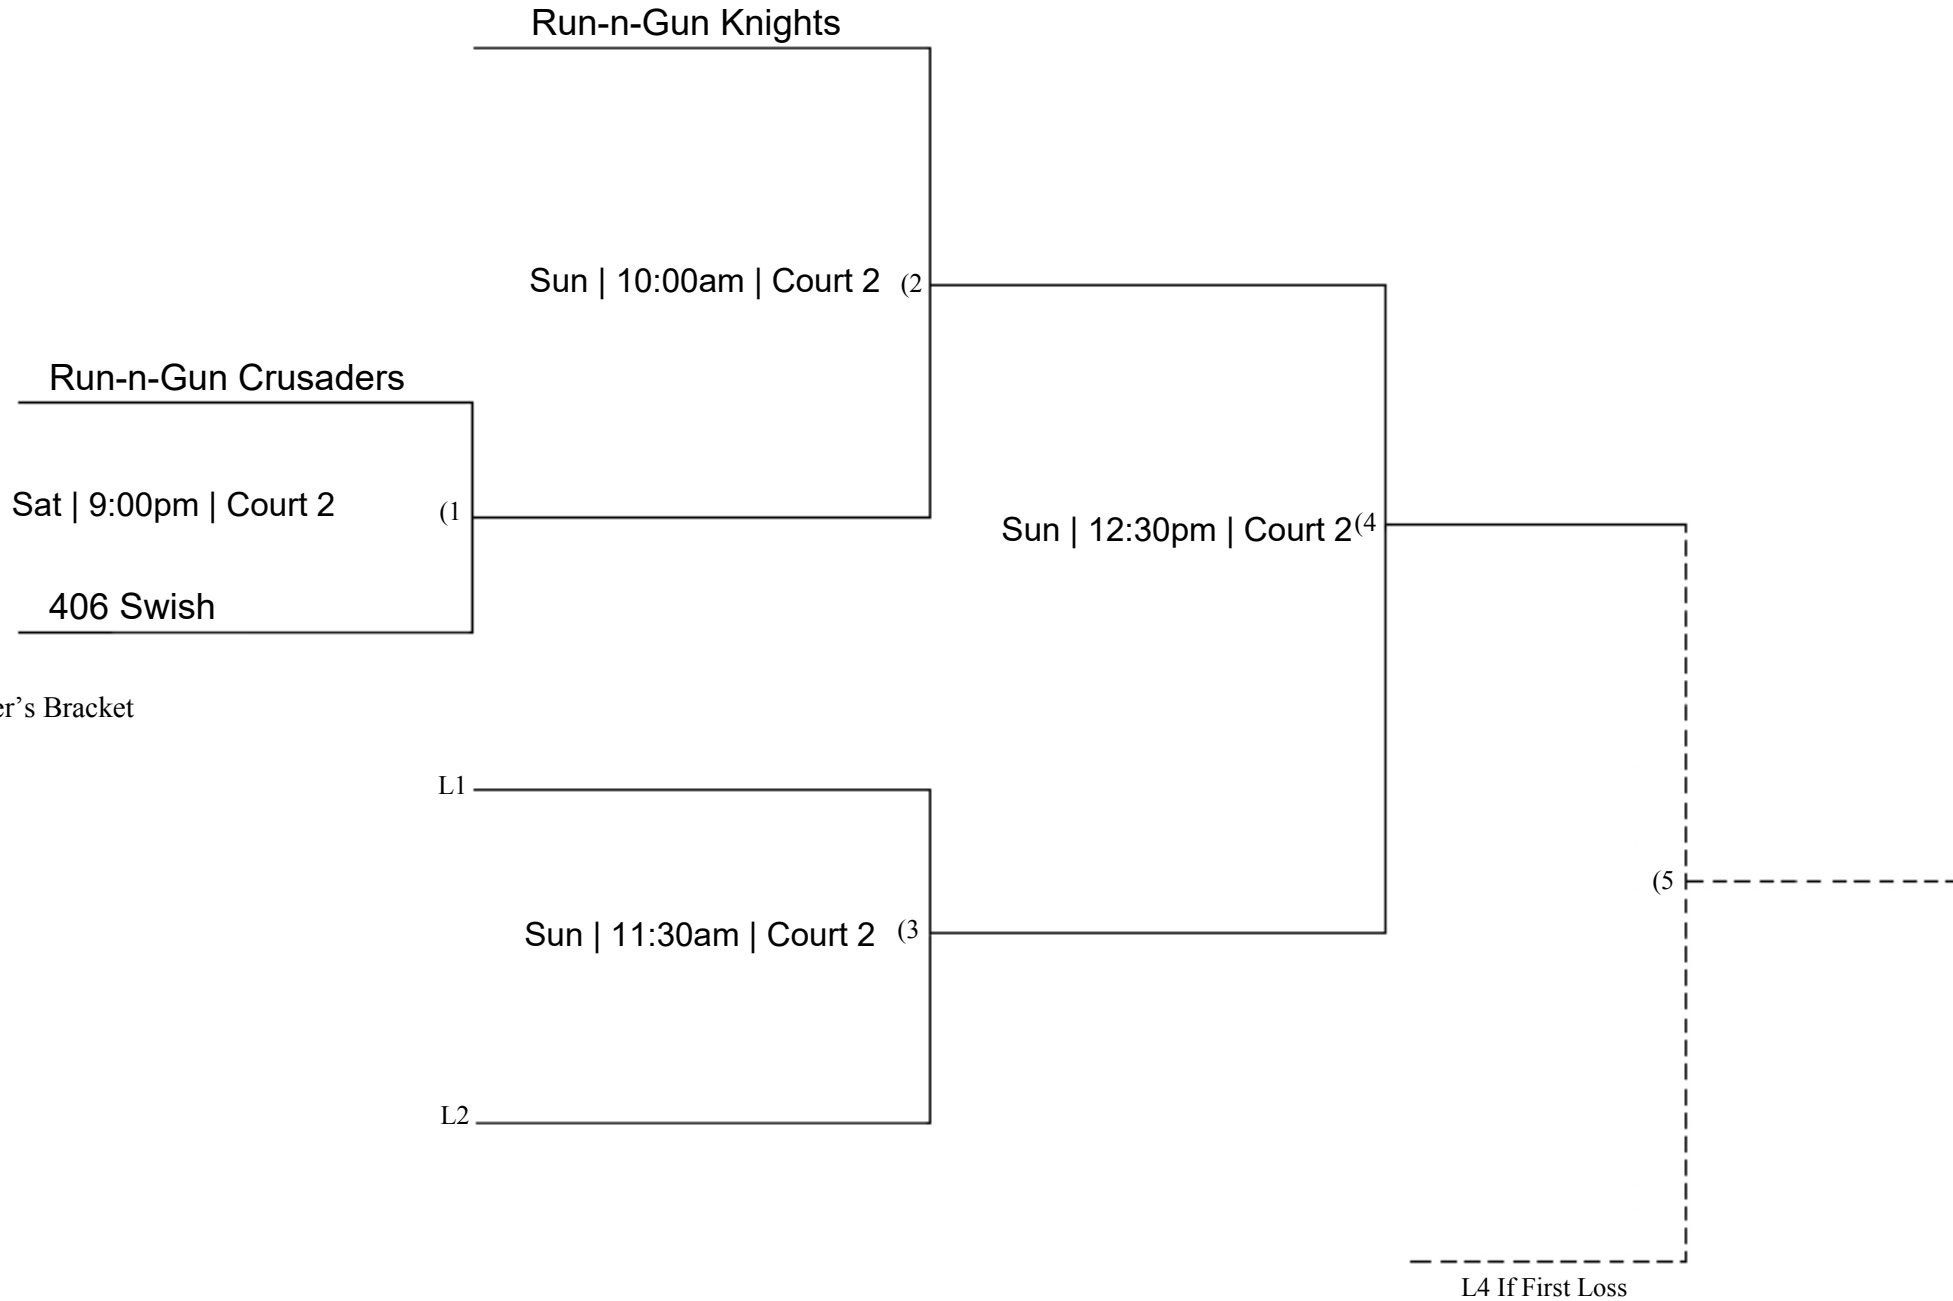 Run-n-Gun Knights
Sun | 10:00am | Court 2 (2
Run-n-Gun Crusaders
Sat | 9:00pm | Court 2 (1
Sun | 12:30pm | Court 2 (4
406 Swish
er’s Bracket
L1
(5
Sun | 11:30am | Court 2 (3
L2
L4 If First Loss